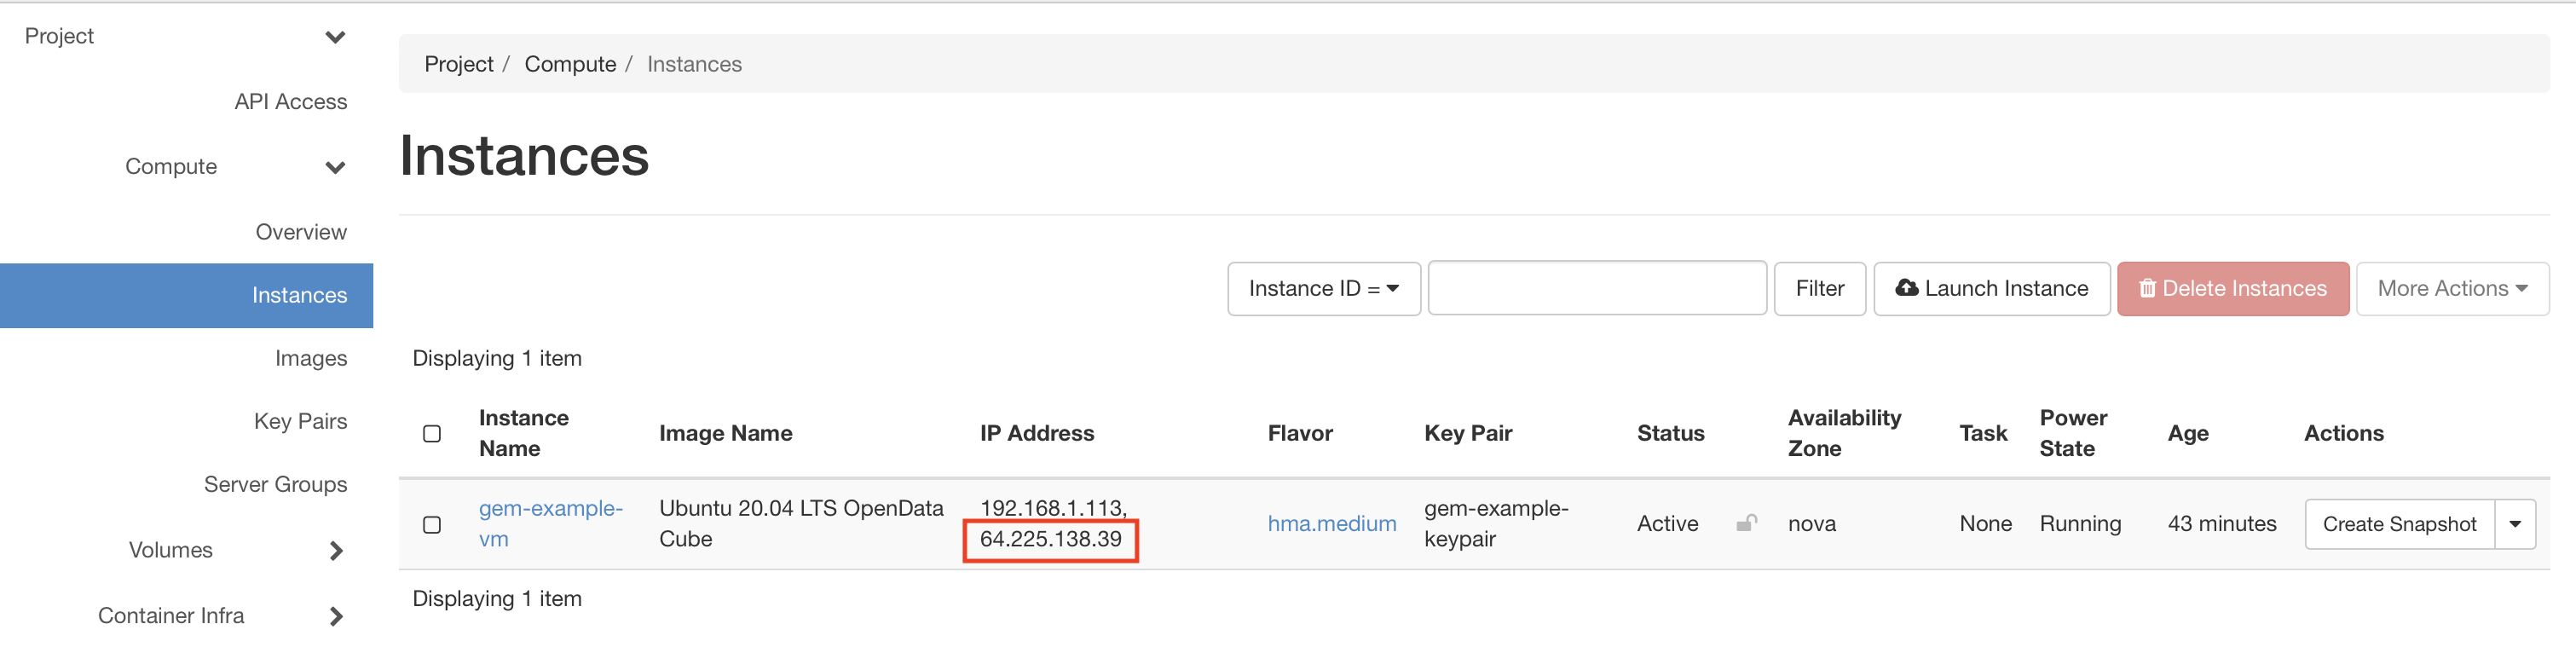 Project
API Access
Compute
Overview
Instances
Images
Key Pairs
Server Groups
Volumes
Container Infra
Project / Compute / Instances
Instances
Instance ID = Filter Launch Instance Delete Instances More Actions
Displaying 1 item
Instance Name Image Name IP Address Flavor Key Pair Status Availability Zone Task Power State Age Actions
gem-example- Ubuntu 20.04 LTS OpenData 192.168.1.113, hma.medium gem-example- Active nova None Running 43 minutes Create Snapshot
vm Cube 64.225.138.39 keypair
Displaying 1 item